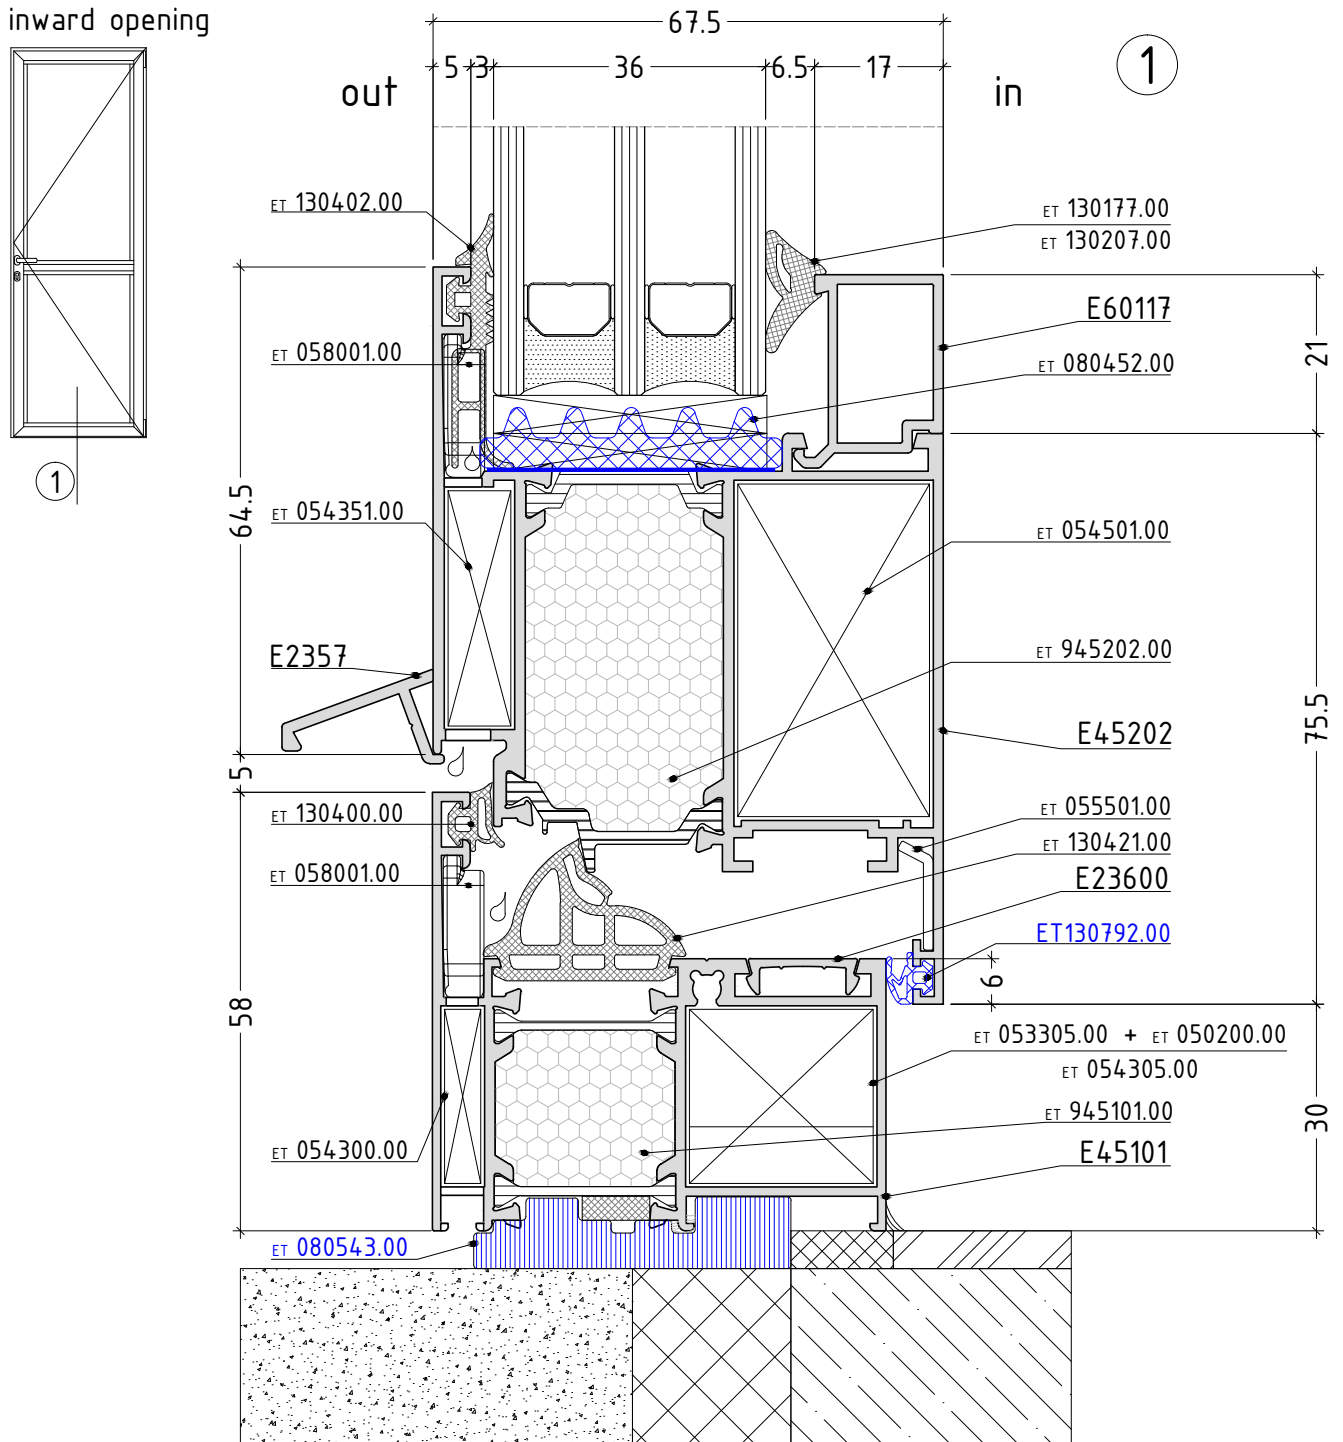 inward opening
67.5
5
3
36
6.5
17
1
out
in
ET 130402.00
ET 130177.00
ET 130207.00
E60117
ET 058001.00
ET 080452.00
21
1
ET 054351.00
64.5
ET 054501.00
E2357
ET 945202.00
75.5
E45202
5
ET 130400.00
ET 055501.00
ET 130421.00
ET 058001.00
E23600
ET130792.00
6
58
ET 053305.00 + ET 050200.00
ET 054305.00
ET 945101.00
30
ET 054300.00
E45101
ET 080543.00